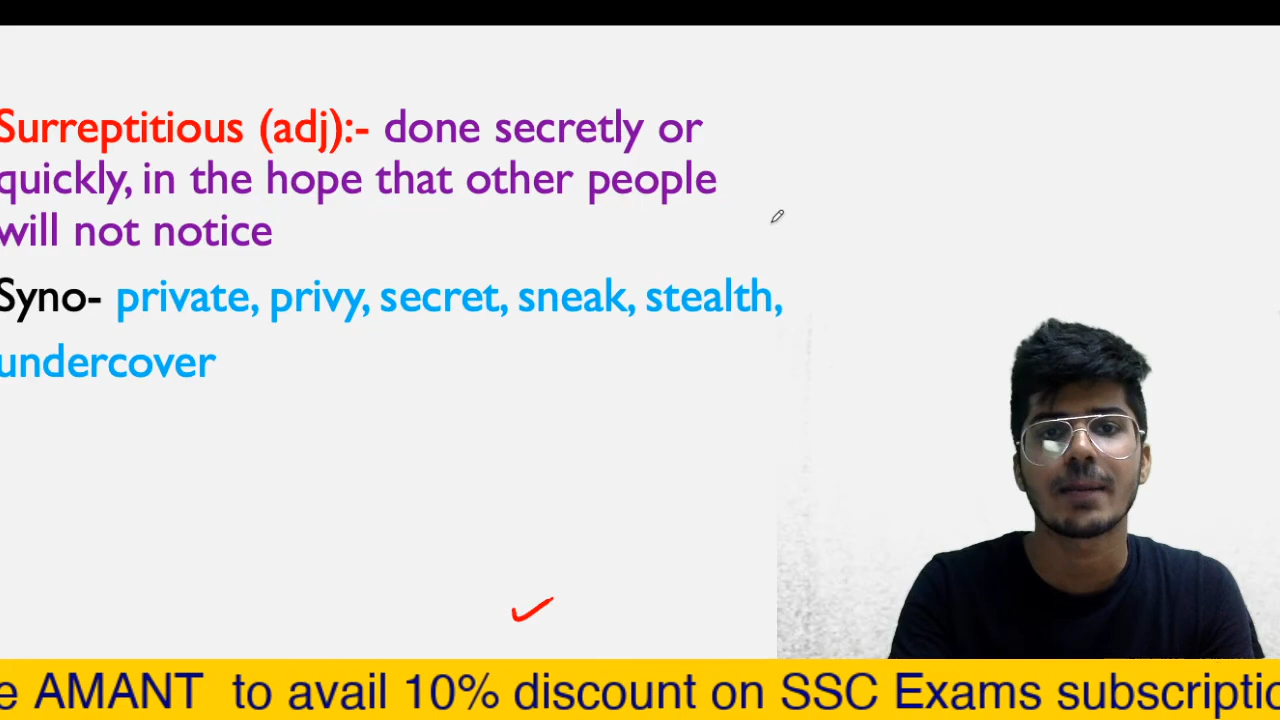 Surreptitious (adj):- done secretly or
quickly, in the hope that other people
will not notice
Syno- private, privy, secret, sneak, stealth,
undercover
e AMANT to avail 10% discount on SSC Exams subscriptio